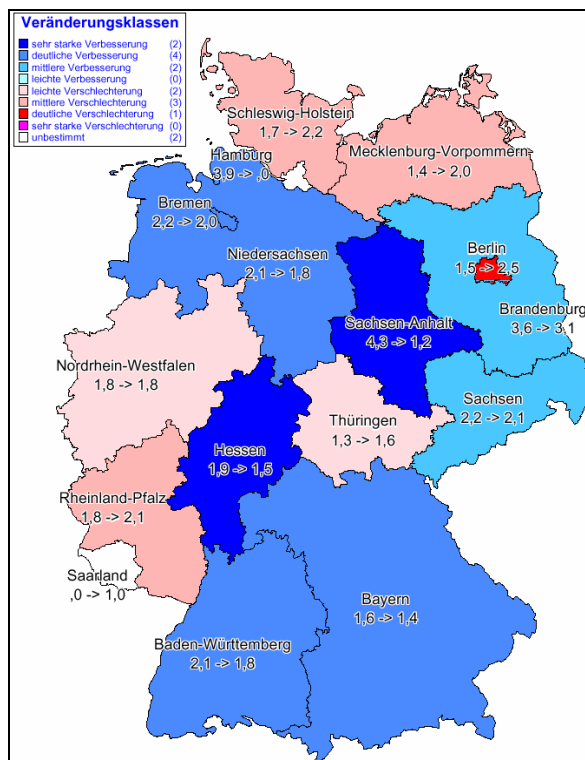 Veränderungsklassen
sehr starke Verbesserung (2)
deutliche Verbesserung (4)
mittlere Verbesserung (2)
leichte Verbesserung (0)
leichte Verschlechterung (2)
mittlere Verschlechterung (3)
deutliche Verschlechterung (1)
sehr starke Verschlechterung (0)
unbestimmt (2)
Schleswig-Holstein
1,7 -> 2,2
Hamburg
3,9 -> ,0
Mecklenburg-Vorpommern
1,4 -> 2,0
Bremen
2,2 -> 2,0
Niedersachsen
2,1 -> 1,8
Berlin
1,5 -> 2,5
Brandenburg
3,6 -> 3,1
Sachsen-Anhalt
4,3 -> 1,2
Nordrhein-Westfalen
1,8 -> 1,8
Sachsen
2,2 -> 2,1
Thüringen
1,3 -> 1,6
Hessen
1,9 -> 1,5
Rheinland-Pfalz
1,8 -> 2,1
Saarland
,0 -> 1,0
Bayern
1,6 -> 1,4
Baden-Württemberg
2,1 -> 1,8